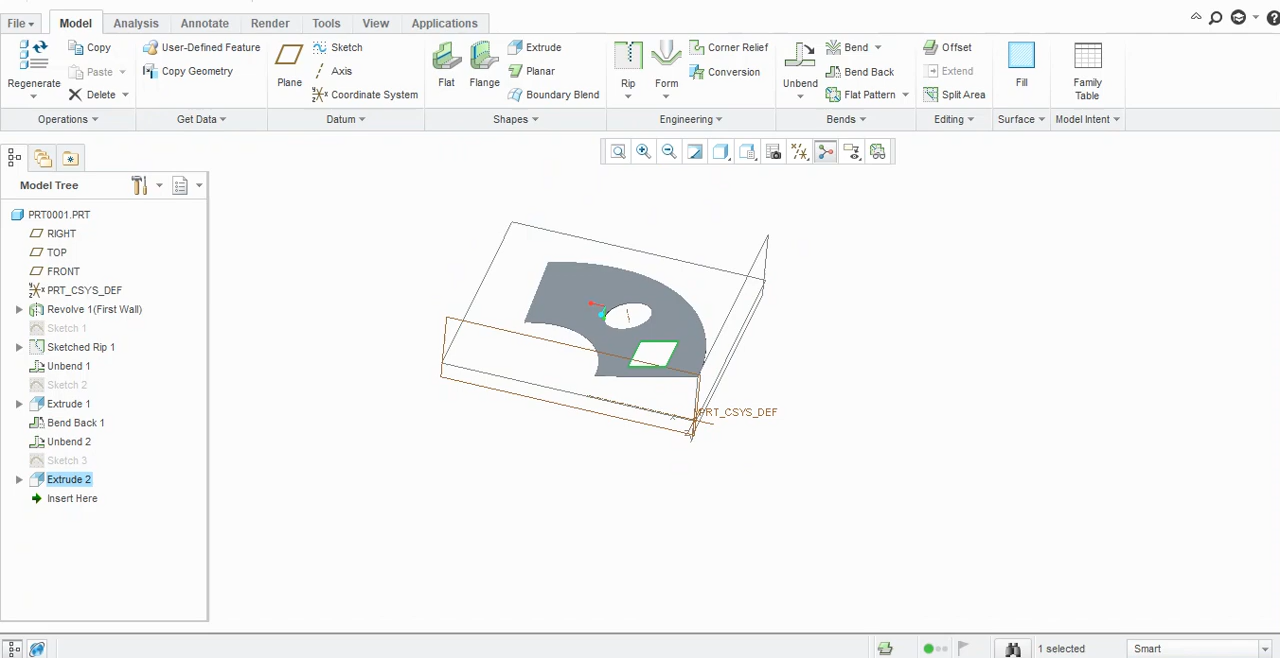 File
Model
Analysis
Annotate
Render
Tools
View
Applications
Regenerate
Copy
Paste
Delete
User-Defined Feature
Copy Geometry
Plane
Sketch
Axis
Coordinate System
Flat
Flange
Extrude
Planar
Boundary Blend
Rip
Form
Corner Relief
Conversion
Unbend
Bend
Bend Back
Flat Pattern
Offset
Extend
Split Area
Fill
Family
Table
Operations
Get Data
Datum
Shapes
Engineering
Bends
Editing
Surface
Model Intent
Model Tree
PRT0001.PRT
RIGHT
TOP
FRONT
PRT_CSYS_DEF
Revolve 1(First Wall)
Sketch 1
Sketched Rip 1
Unbend 1
Sketch 2
Extrude 1
Bend Back 1
Unbend 2
Sketch 3
Extrude 2
Insert Here
PRT_CSYS_DEF
1 selected
Smart